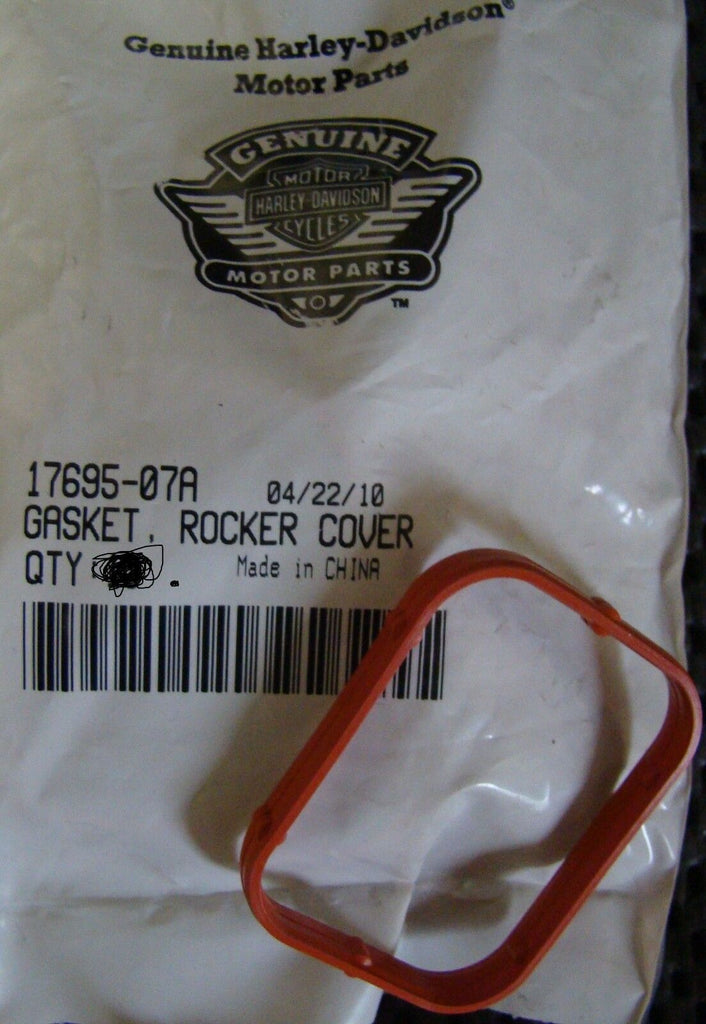 Genuine Harley-Davidson®
Motor Parts
GENUINE
MOTOR
HARLEY-DAVIDSON
CYCLES
MOTOR PARTS
™
17695-07A 04/22/10
GASKET, ROCKER COVER
QTY
Made in CHINA